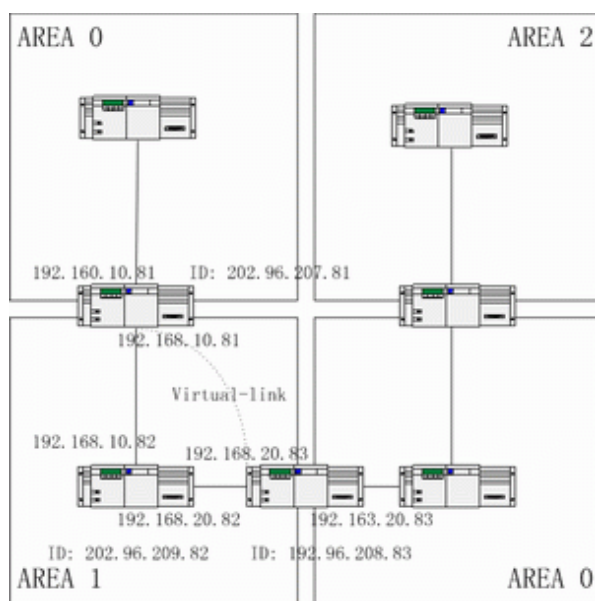 AREA 0
AREA 2
192.160.10.81 ID: 202.96.207.81
192.168.10.81
Virtual-link
192.168.10.82
192.168.20.83
192.168.20.82
192.163.20.83
ID: 202.96.209.82
ID: 192.96.208.83
AREA 1
AREA 0